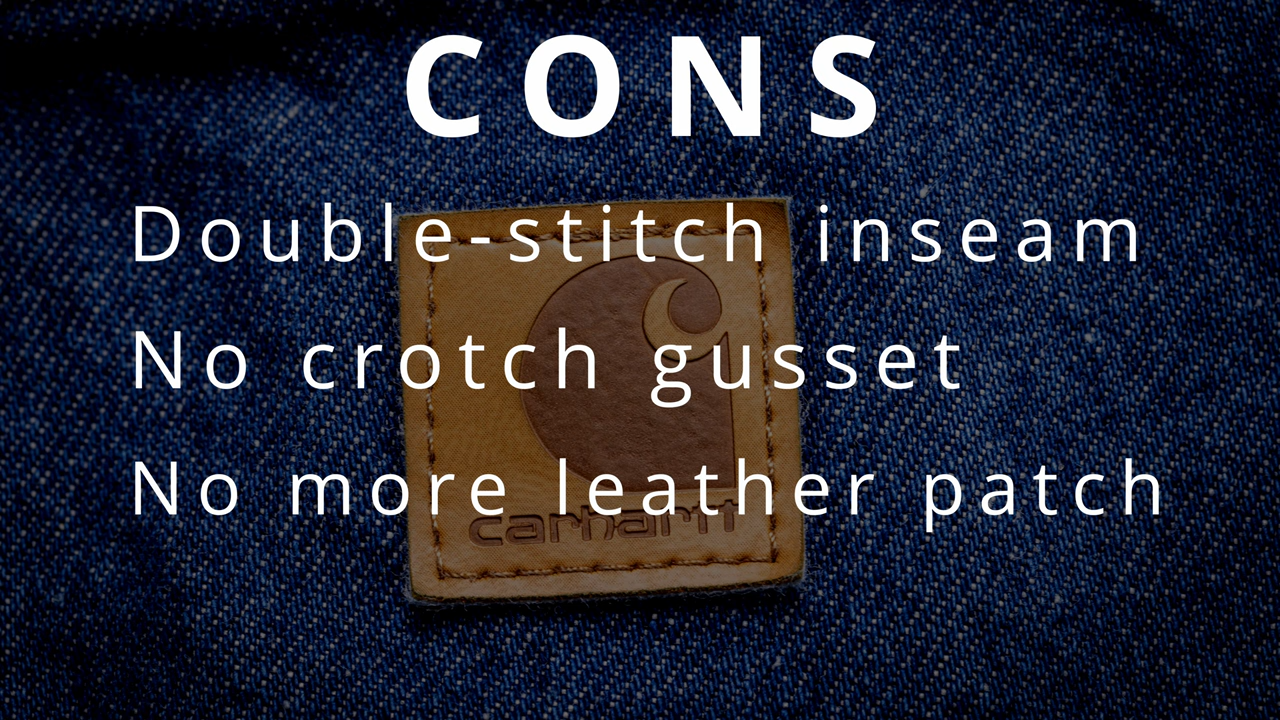 CONS
Double-stitch inseam
No crotch gusset
No more leather patch
carhartt